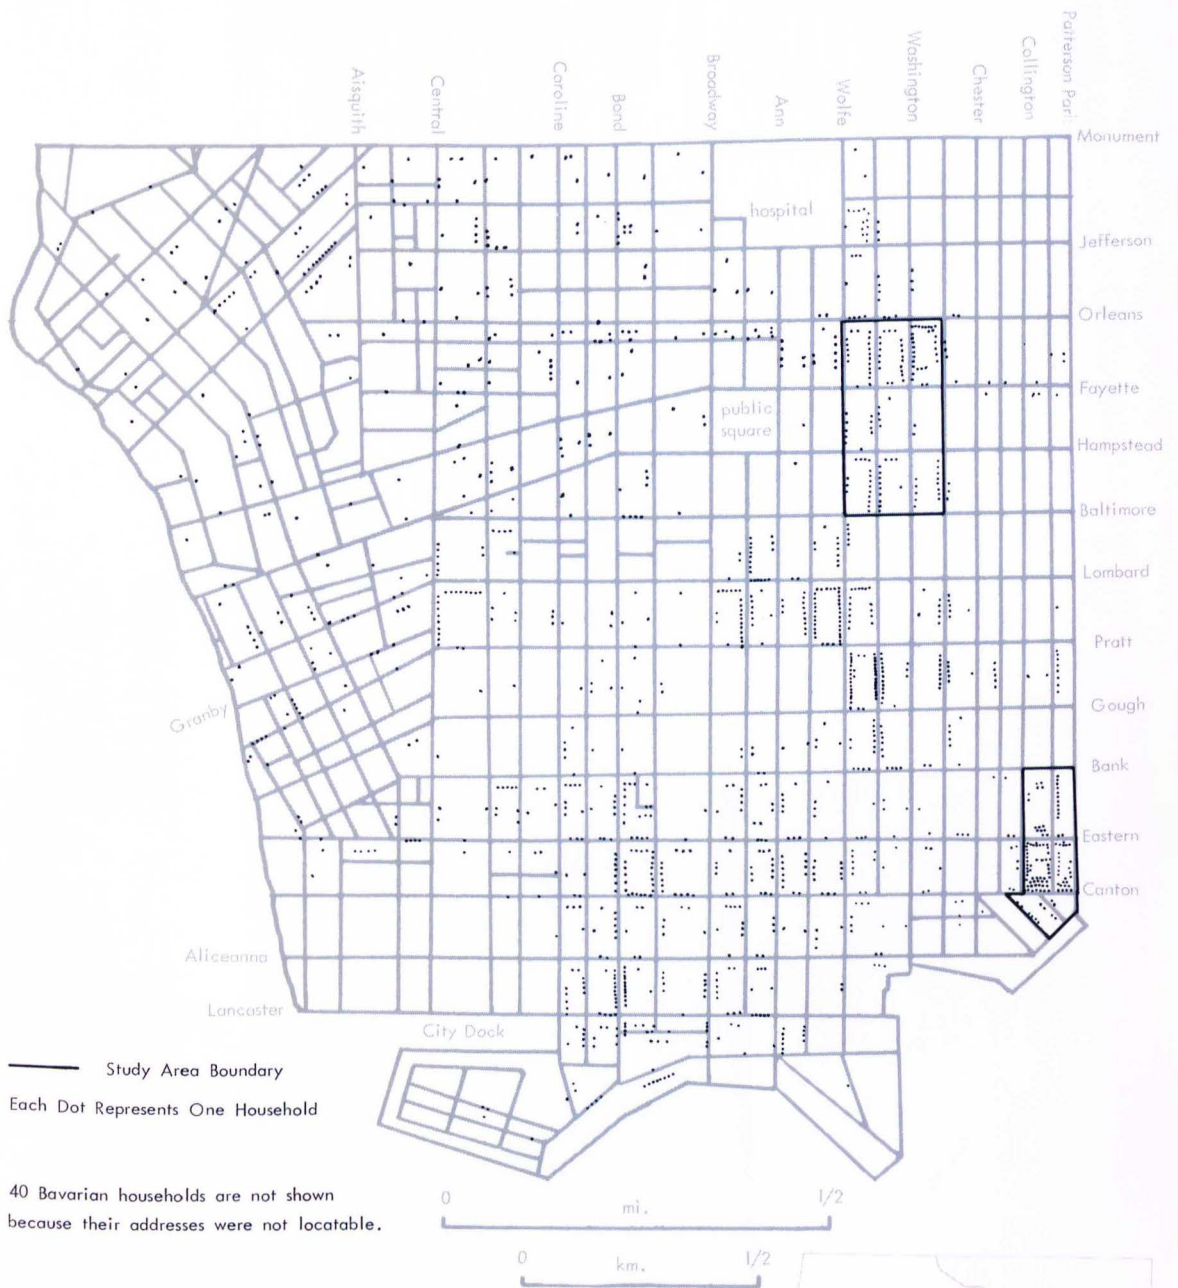 Aisquith
Central
Caroline
Bond
Broadway
Ann
Wolfe
Washington
Chester
Collington
Patterson Par
Monument
hospital
Jefferson
Orleans
Fayette
public
square
Hampstead
Baltimore
Lombard
Pratt
Granby
Gough
Bank
Eastern
Canton
Aliceanna
Lancaster
City Dock
Study Area Boundary
Each Dot Represents One Household
40 Bavarian households are not shown
because their addresses were not locatable.
0 1/2
mi.
0 1/2
km.